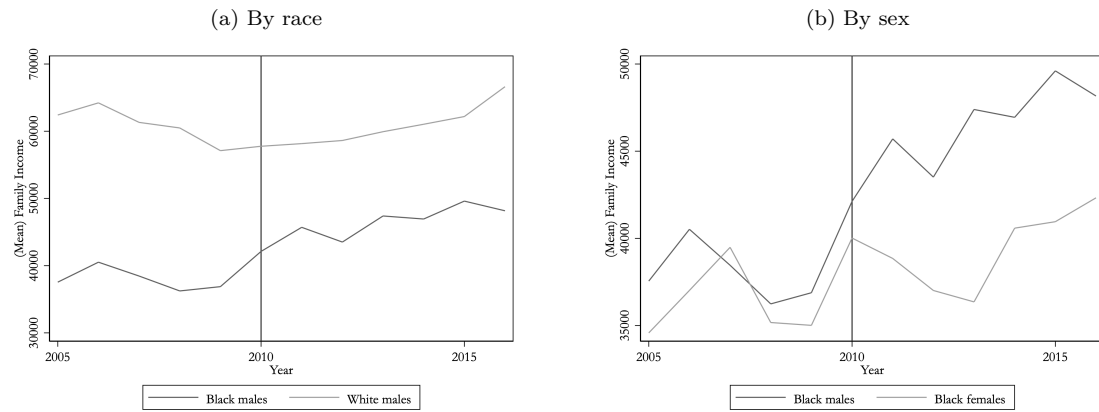 (a) By race
(Mean) Family Income
70000
60000
50000
40000
30000
2005
2010
2015
Year
Black males
White males
(b) By sex
(Mean) Family Income
50000
45000
40000
35000
2005
2010
2015
Year
Black males
Black females